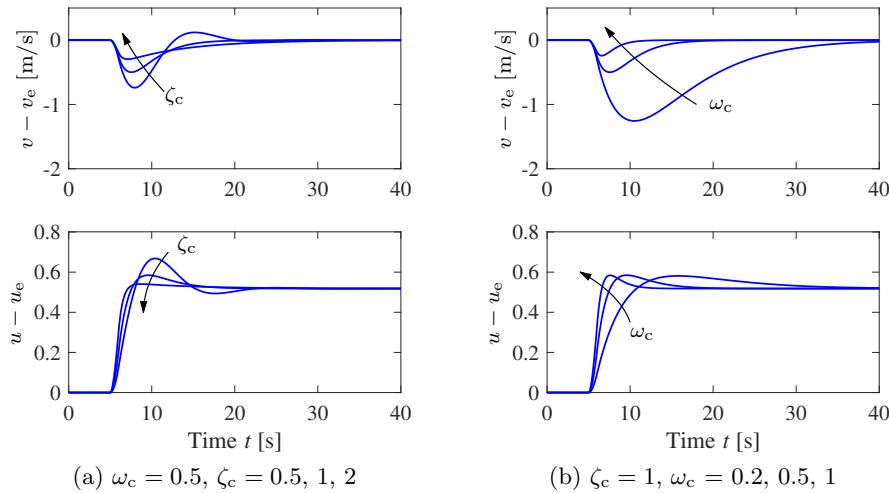 0
-1
-2
v − v_e [m/s]
ζ_c
0 10 20 30 40
0
-1
-2
v − v_e [m/s]
ω_c
0 10 20 30 40
0.8
0.6
0.4
0.2
0
u − u_e
ζ_c
0 10 20 30 40
Time t [s]
0.8
0.6
0.4
0.2
0
u − u_e
ω_c
0 10 20 30 40
Time t [s]
(a) ω_c = 0.5, ζ_c = 0.5, 1, 2
(b) ζ_c = 1, ω_c = 0.2, 0.5, 1